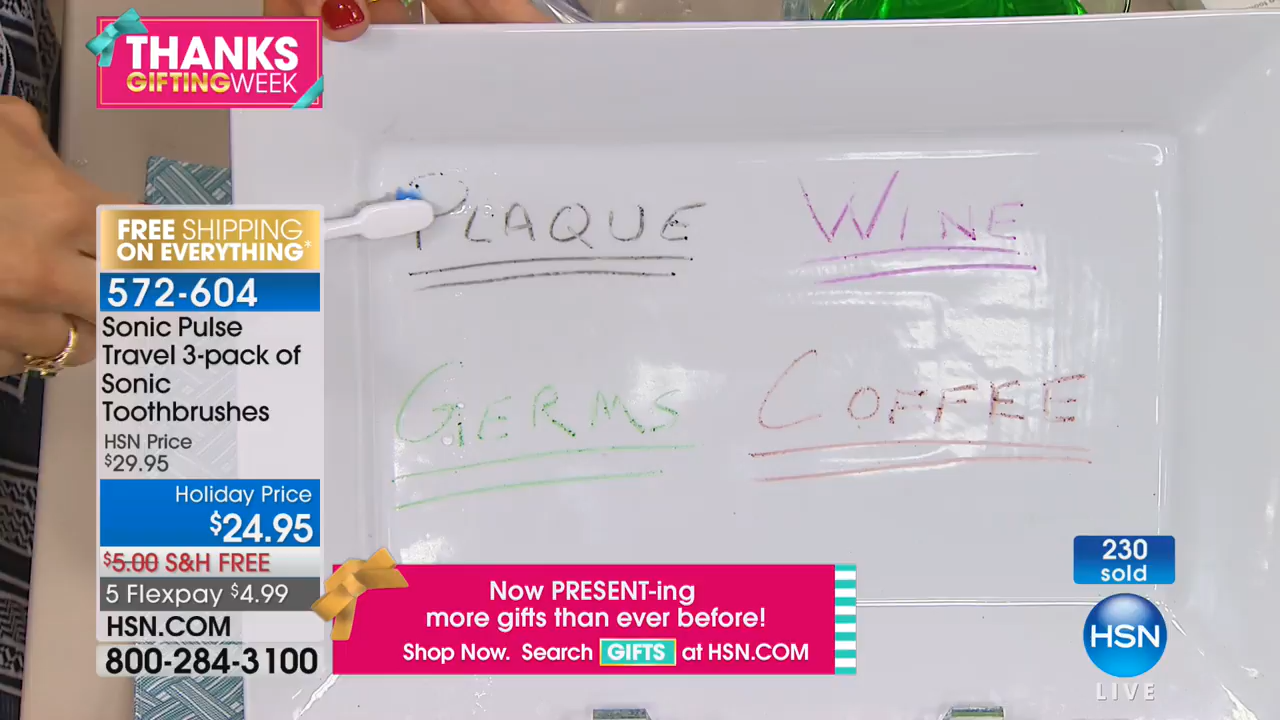 THANKS
GIFTINGWEEK
FREE SHIPPING
ON EVERYTHING*
572-604
Sonic Pulse
Travel 3-pack of
Sonic
Toothbrushes
HSN Price
$29.95
Holiday Price
$24.95
$5.00 S&H FREE
5 Flexpay $4.99
HSN.COM
800-284-3100
PLAQUE
WINE
GERMS
COFFEE
Now PRESENT-ing
more gifts than ever before!
Shop Now. Search GIFTS at HSN.COM
230
sold
HSN
LIVE